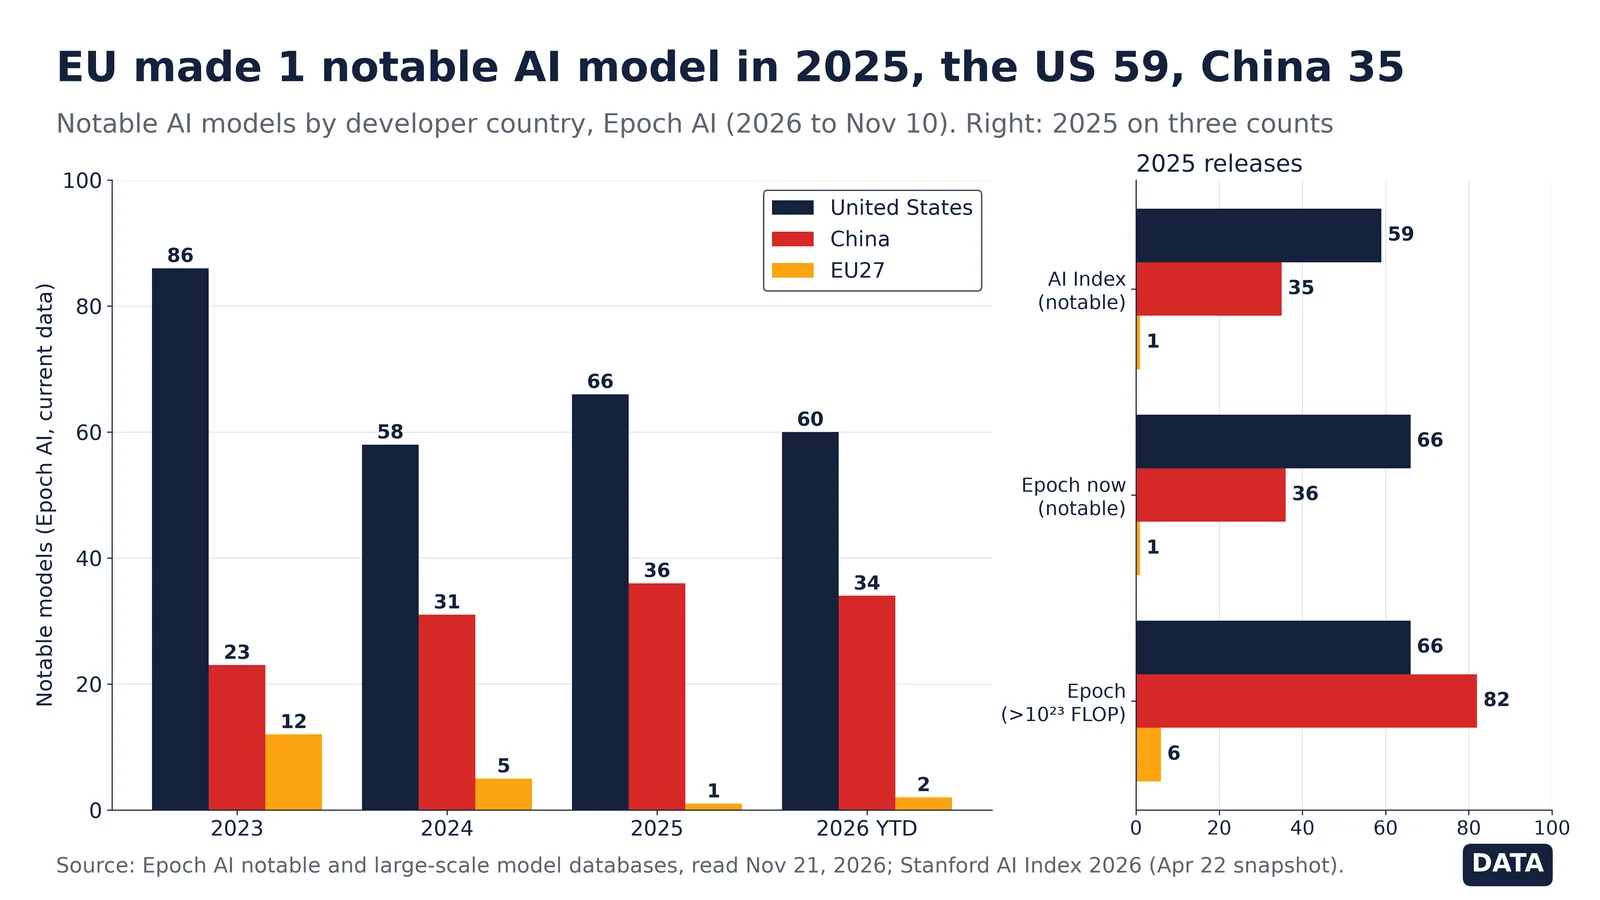 EU made 1 notable AI model in 2025, the US 59, China 35
Notable AI models by developer country, Epoch AI (2026 to Nov 10). Right: 2025 on three counts
Notable models (Epoch AI, current data)
100
80
60
40
20
0
United States
China
EU27
86
23
12
58
31
5
66
36
1
60
34
2
2023
2024
2025
2026 YTD
2025 releases
AI Index
(notable)
59
35
1
Epoch now
(notable)
66
36
1
Epoch
(>10²³ FLOP)
66
82
6
0
20
40
60
80
100
Source: Epoch AI notable and large-scale model databases, read Nov 21, 2026; Stanford AI Index 2026 (Apr 22 snapshot).
DATA